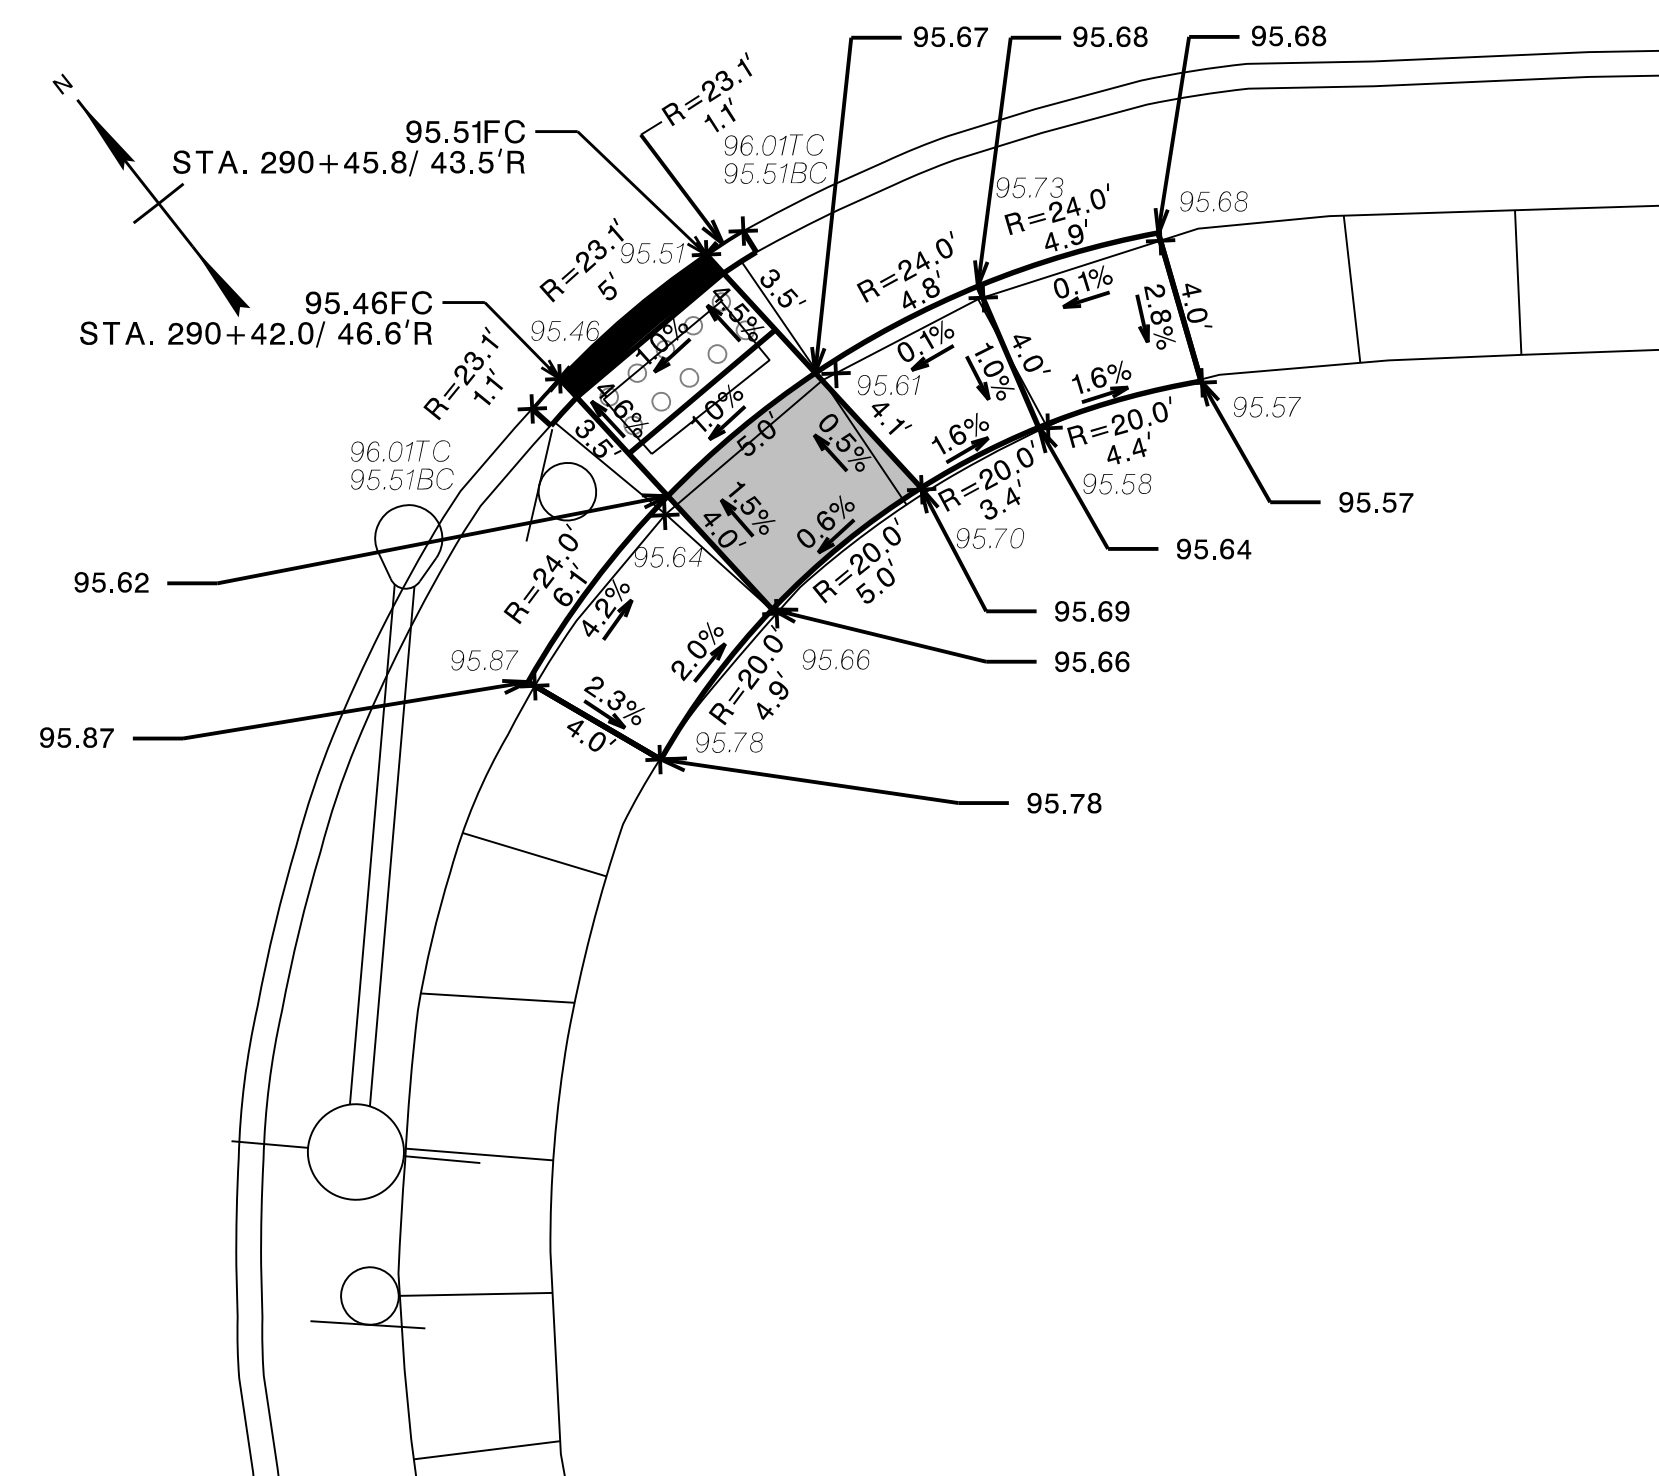 95.67
95.68
95.68
N
R=23.1'
1.1'
95.51FC
STA. 290+45.8/ 43.5'R
96.01TC
95.51BC
95.73
R=24.0'
4.9'
95.68
R=23.1'
5'
95.51
3.5'
R=24.0'
4.8'
0.1%
2.8%
4.0'
95.46FC
STA. 290+42.0/ 46.6'R
95.46
4.5%
1.0%
0.1%
4.0'
1.0%
R=23.1'
1.1'
4.6%
1.0%
95.61
1.6%
95.57
3.5'
5.0'
4.1'
0.5%
1.6%
R=20.0'
4.4'
96.01TC
95.51BC
R=20.0'
3.4'
95.58
95.57
1.5%
4.0'
0.6%
95.70
95.64
95.62
R=24.0'
6.1'
95.64
R=20.0'
5.0'
95.69
4.2%
2.0%
95.87
95.66
95.66
R=20.0'
4.9'
2.3%
4.0'
95.87
95.78
95.78